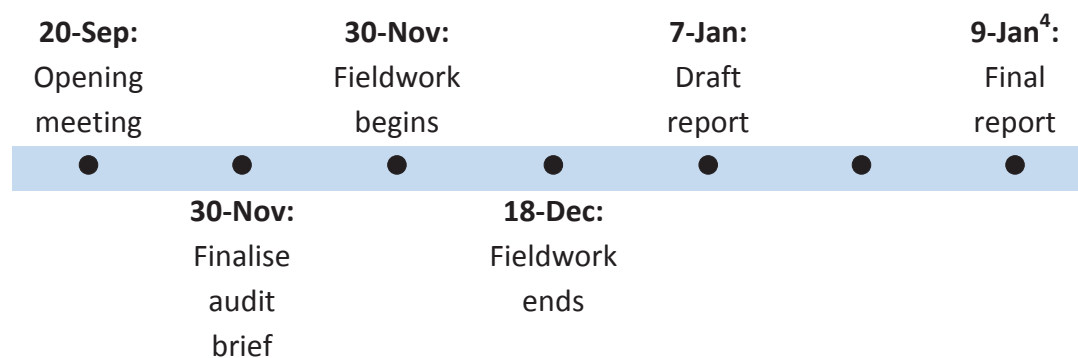 20-Sep:
Opening
meeting
30-Nov:
Fieldwork
begins
7-Jan:
Draft
report
9-Jan⁴:
Final
report
30-Nov:
Finalise
audit
brief
18-Dec:
Fieldwork
ends